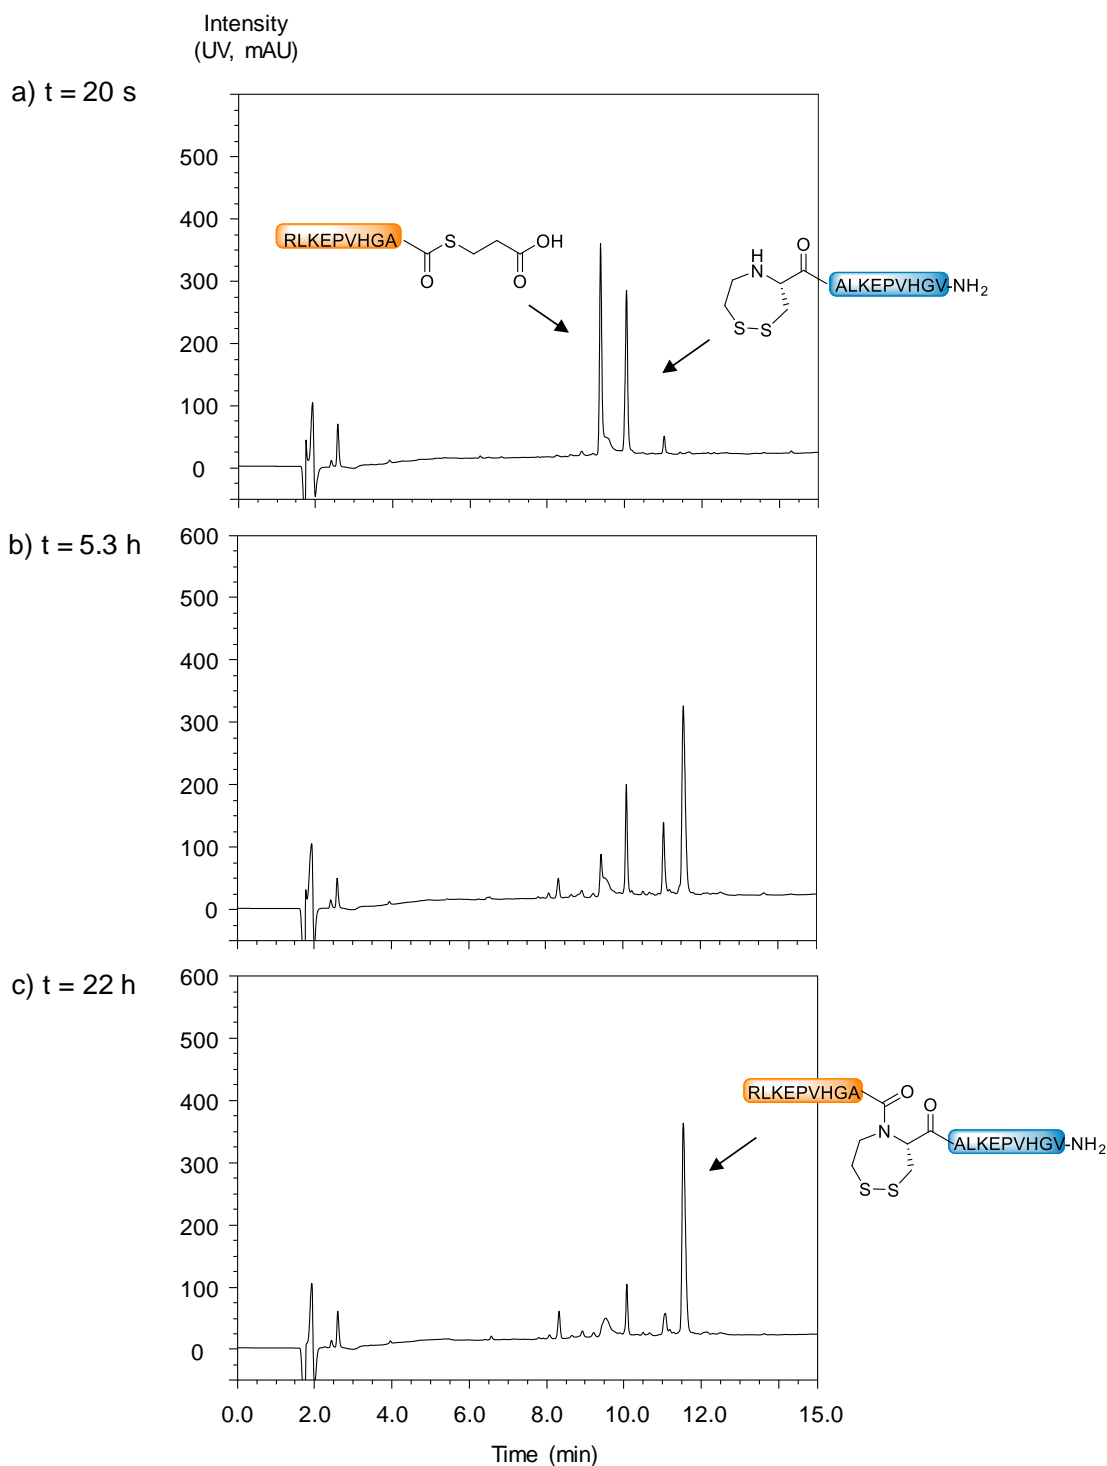 Intensity
(UV, mAU)
a) t = 20 s
500
400
300
200
100
0
RLKEPVHGA
S
O
O
OH
H
N
O
S
S
ALKEPVHGV
NH2
b) t = 5.3 h
600
500
400
300
200
100
0
c) t = 22 h
600
500
400
300
200
100
0
RLKEPVHGA
O
N
O
S
S
ALKEPVHGV
NH2
0.0 2.0 4.0 6.0 8.0 10.0 12.0 15.0
Time (min)